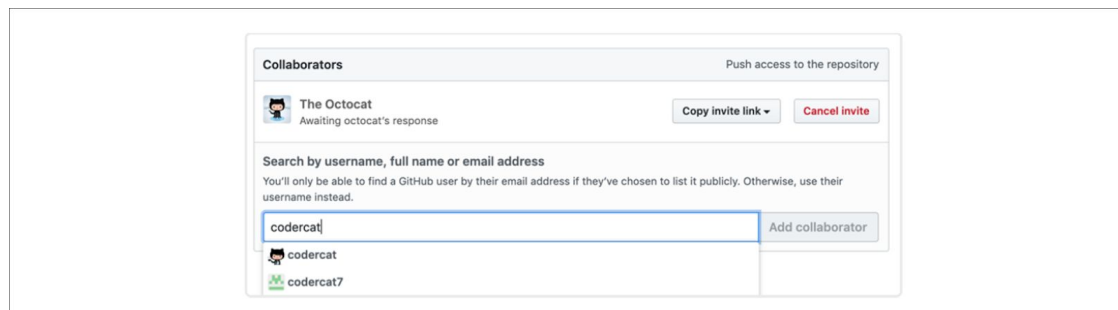 Collaborators
Push access to the repository
The Octocat
Awaiting octocat's response
Copy invite link
Cancel invite
Search by username, full name or email address
You'll only be able to find a GitHub user by their email address if they've chosen to list it publicly. Otherwise, use their
username instead.
codercat
Add collaborator
codercat
codercat7